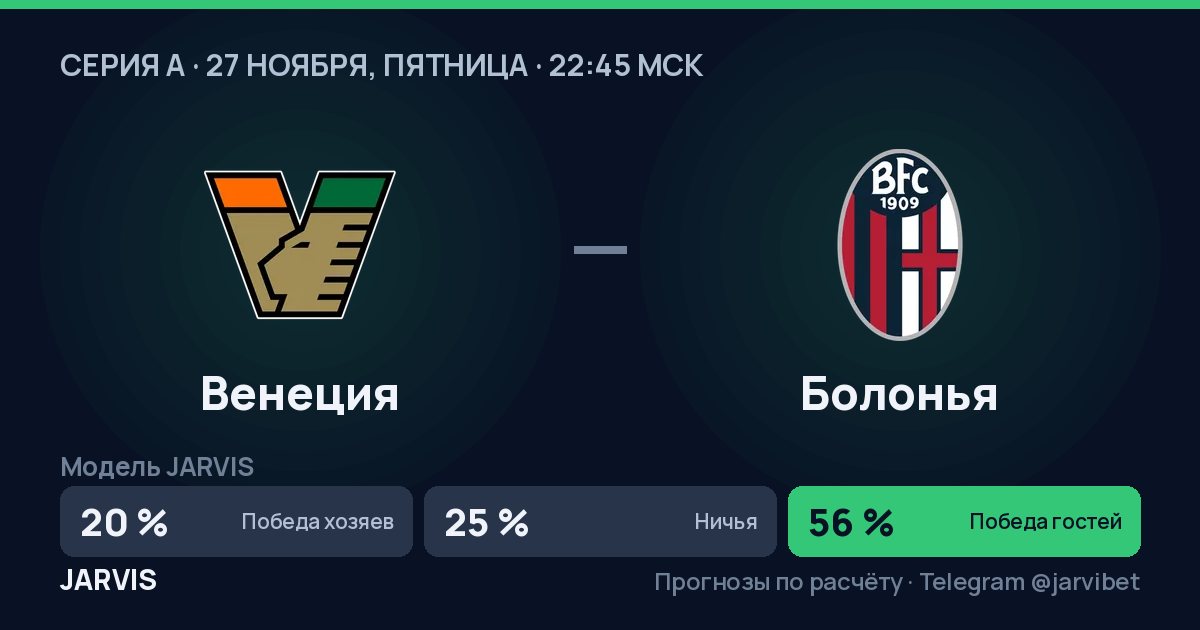 СЕРИЯ А · 27 НОЯБРЯ, ПЯТНИЦА · 22:45 МСК
BFC
1909
Венеция
Болонья
Модель JARVIS
20 % Победа хозяев
25 % Ничья
56 % Победа гостей
JARVIS
Прогнозы по расчёту · Telegram @jarvibet